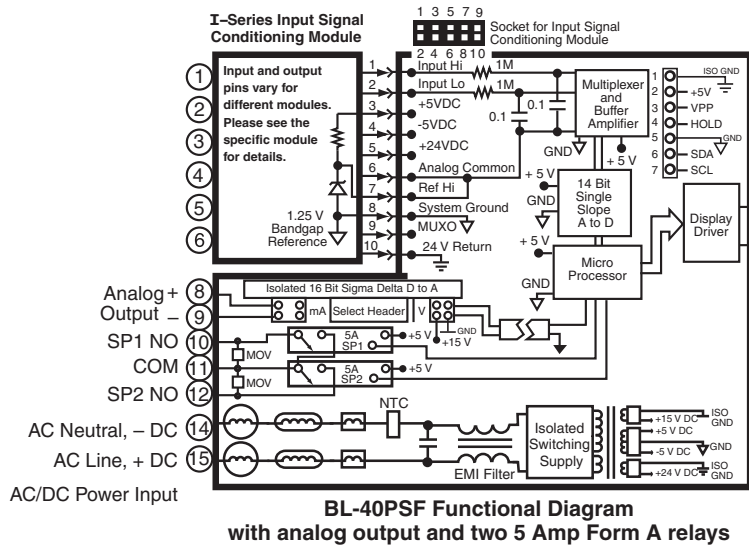 1 3 5 7 9
I-Series Input Signal
Conditioning Module
Socket for Input Signal
Conditioning Module
2 4 6 8 10
1
2
3
4
5
6
Input and output
pins vary for
different modules.
Please see the
specific module
for details.
1.25 V
Bandgap
Reference
1 Input Hi 1M
2 Input Lo 1M
3 +5VDC
4 -5VDC
5 +24VDC
6 Analog Common
7 Ref Hi
8 System Ground
9 MUXO
10 24 V Return
0.1
0.1
Multiplexer
and
Buffer
Amplifier
GND
+ 5 V
1 ISO GND
2 +5V
3 VPP
4 HOLD
5 GND
6 SDA
7 SCL
+ 5 V
GND
14 Bit
Single
Slope
A to D
+ 5 V
GND
Micro
Processor
Display
Driver
Isolated 16 Bit Sigma Delta D to A
mA
Select Header
V
GND
+15 V
Analog + 8
Output – 9
SP1 NO 10
MOV
COM 11
MOV
SP2 NO 12
5A
SP1
+5 V
5A
SP2
+5 V
NTC
AC Neutral, – DC 14
AC Line, + DC 15
AC/DC Power Input
EMI Filter
Isolated
Switching
Supply
+15 V DC
ISO
GND
+5 V DC
GND
-5 V DC
+24 V DC
ISO
GND
BL-40PSF Functional Diagram
with analog output and two 5 Amp Form A relays